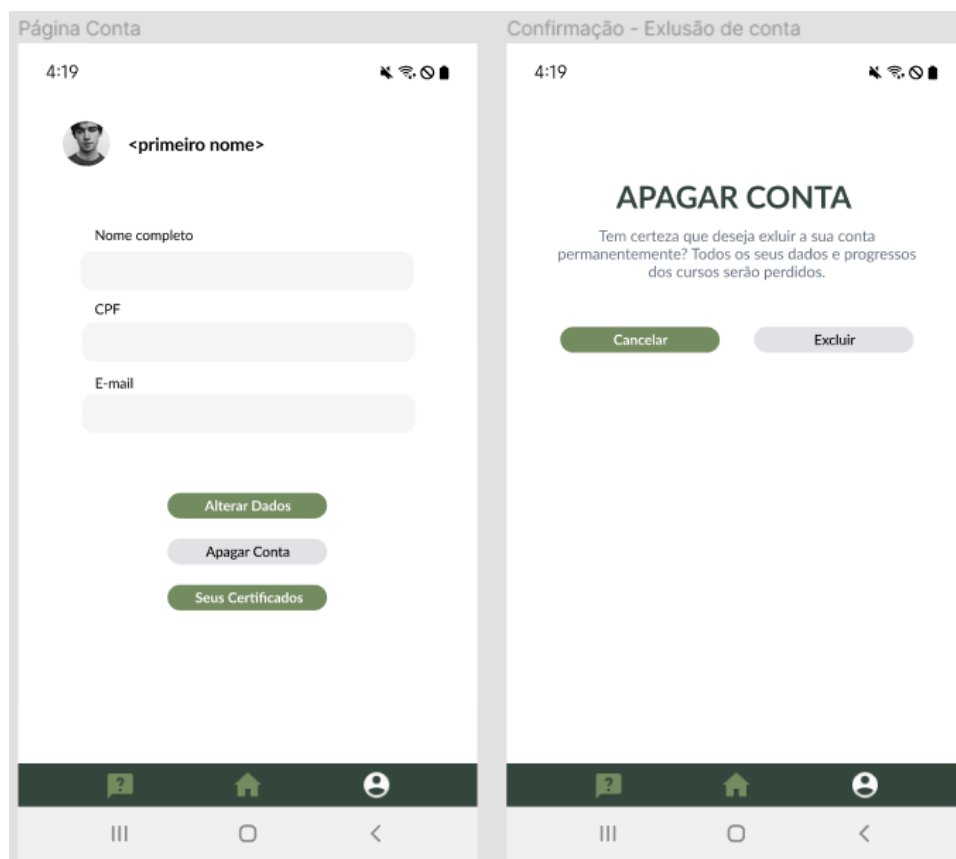 Página Conta
4:19
<primeiro nome>
Nome completo
CPF
E-mail
Alterar Dados
Apagar Conta
Seus Certificados
?
Confirmação - Exlusão de conta
4:19
APAGAR CONTA
Tem certeza que deseja exluir a sua conta
permanentemente? Todos os seus dados e progressos
dos cursos serão perdidos.
Cancelar
Excluir
?